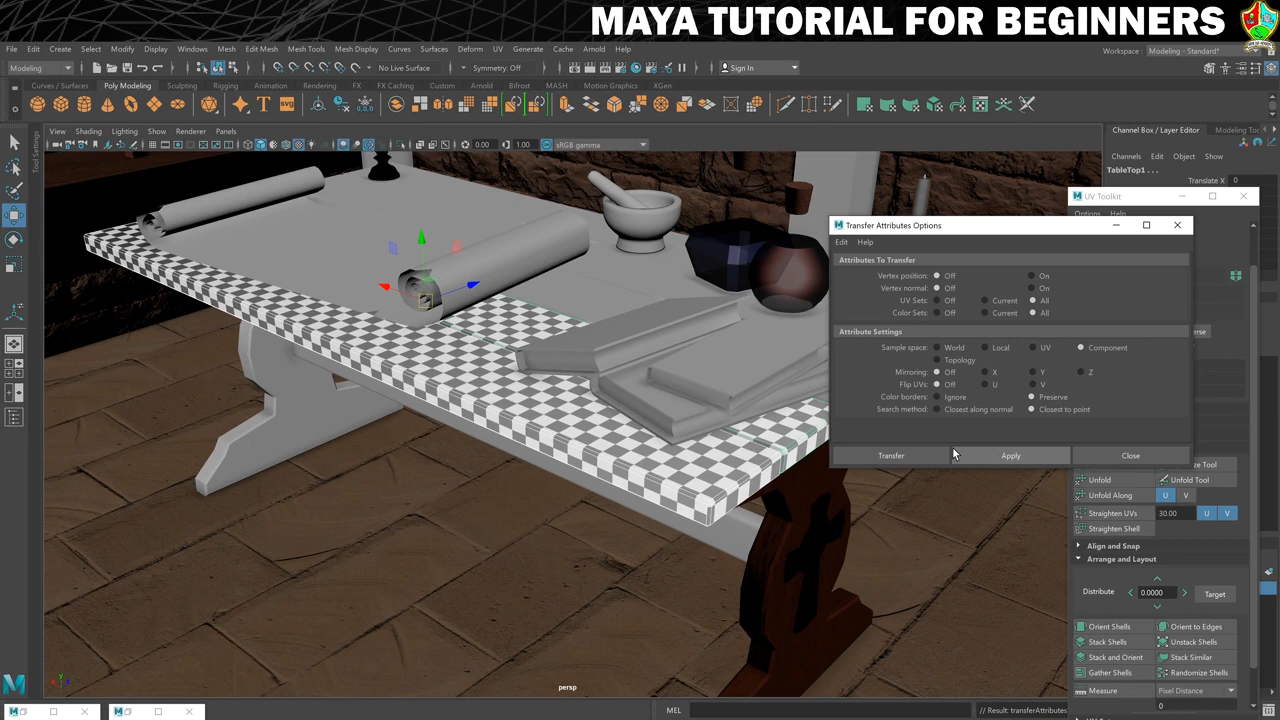 MAYA TUTORIAL FOR BEGINNERS
File Edit Create Select Modify Display Windows Mesh Edit Mesh Mesh Tools Mesh Display Curves Surfaces Deform UV Generate Cache Arnold Help
Workspace : Modeling - Standard*
Modeling No Live Surface Symmetry: Off Sign In
Curves / Surfaces Poly Modeling Sculpting Rigging Animation Rendering FX FX Caching Custom Arnold Bifrost MASH Motion Graphics XGen
View Shading Lighting Show Renderer Panels
Channel Box / Layer Editor
0.00 1.00 sRGB gamma
Channels Edit Object Show
TableTop1 . . .
Translate X 0
UV Toolkit
Options Help
Transfer Attributes Options
Edit Help
Attributes To Transfer
Vertex position: Off On
Vertex normal: Off On
UV Sets: Off Current All
Color Sets: Off Current All
Attribute Settings
Sample space: World Local UV Component
Topology
Mirroring: Off X Y Z
Flip UVs: Off U V
Color borders: Ignore Preserve
Search method: Closest along normal Closest to point
Transfer Apply Close
Tool Settings
Unfold Unfold Tool
Unfold Along U V
Straighten UVs 30.00 U V
Straighten Shell
Align and Snap
Arrange and Layout
Distribute 0.0000 Target
Orient Shells Orient to Edges
Stack Shells Unstack Shells
Stack and Orient Stack Similar
Gather Shells Randomize Shells
Measure Pixel Distance
0
persp
MEL // Result: transferAttributes